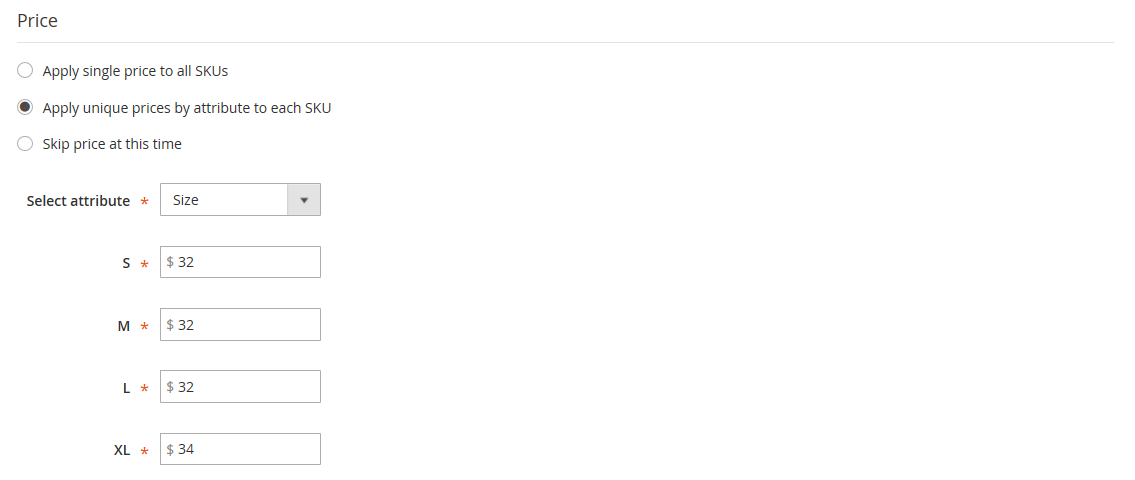 Price
Apply single price to all SKUs
Apply unique prices by attribute to each SKU
Skip price at this time
Select attribute * Size
S * $ 32
M * $ 32
L * $ 32
XL * $ 34